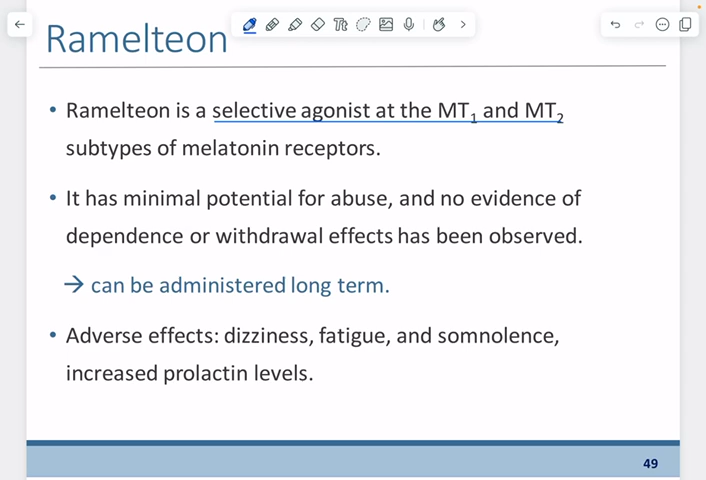 Ramelteon
• Ramelteon is a selective agonist at the MT₁ and MT₂
subtypes of melatonin receptors.
• It has minimal potential for abuse, and no evidence of
dependence or withdrawal effects has been observed.
→ can be administered long term.
• Adverse effects: dizziness, fatigue, and somnolence,
increased prolactin levels.
49